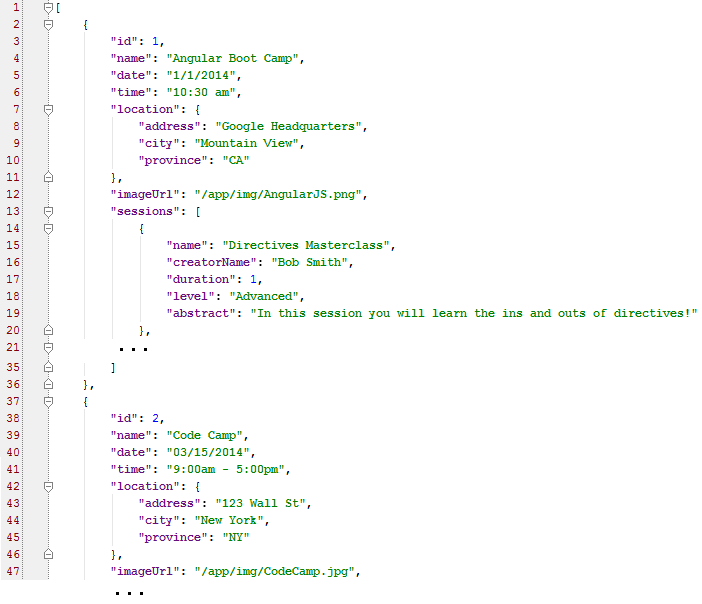 1 [
2 {
3 "id": 1,
4 "name": "Angular Boot Camp",
5 "date": "1/1/2014",
6 "time": "10:30 am",
7 "location": {
8 "address": "Google Headquarters",
9 "city": "Mountain View",
10 "province": "CA"
11 },
12 "imageUrl": "/app/img/AngularJS.png",
13 "sessions": [
14 {
15 "name": "Directives Masterclass",
16 "creatorName": "Bob Smith",
17 "duration": 1,
18 "level": "Advanced",
19 "abstract": "In this session you will learn the ins and outs of directives!"
20 },
21 ...
35 ]
36 },
37 {
38 "id": 2,
39 "name": "Code Camp",
40 "date": "03/15/2014",
41 "time": "9:00am - 5:00pm",
42 "location": {
43 "address": "123 Wall St",
44 "city": "New York",
45 "province": "NY"
46 },
47 "imageUrl": "/app/img/CodeCamp.jpg",
...